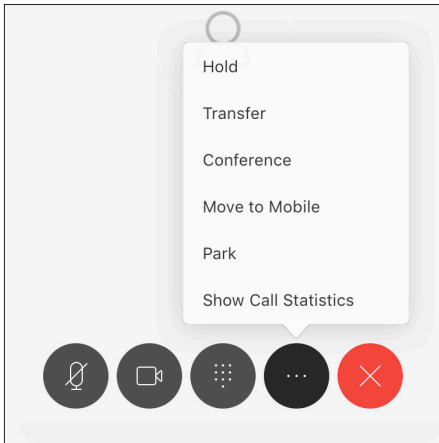 Hold
Transfer
Conference
Move to Mobile
Park
Show Call Statistics